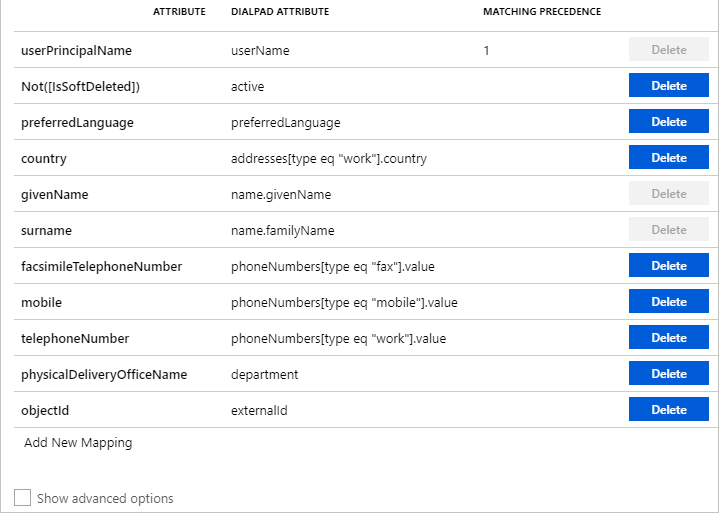 ATTRIBUTE DIALPAD ATTRIBUTE MATCHING PRECEDENCE
userPrincipalName userName 1 Delete
Not([IsSoftDeleted]) active Delete
preferredLanguage preferredLanguage Delete
country addresses[type eq "work"].country Delete
givenName name.givenName Delete
surname name.familyName Delete
facsimileTelephoneNumber phoneNumbers[type eq "fax"].value Delete
mobile phoneNumbers[type eq "mobile"].value Delete
telephoneNumber phoneNumbers[type eq "work"].value Delete
physicalDeliveryOfficeName department Delete
objectId externalId Delete
Add New Mapping
Show advanced options